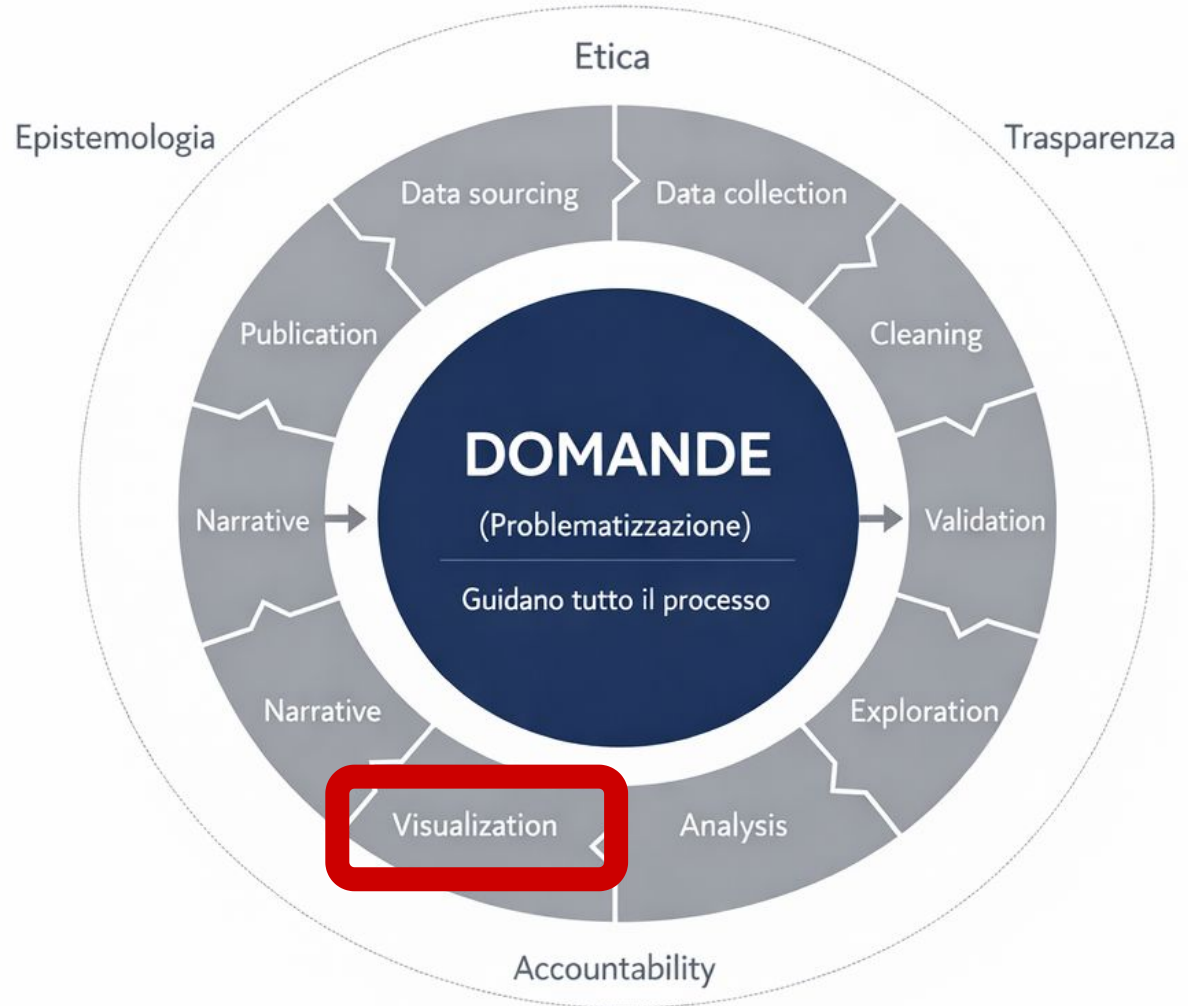 Etica
Epistemologia
Trasparenza
Data sourcing
Data collection
Publication
Cleaning
DOMANDE
(Problematizzazione)
Guidano tutto il processo
Narrative
Validation
Narrative
Exploration
Visualization
Analysis
Accountability